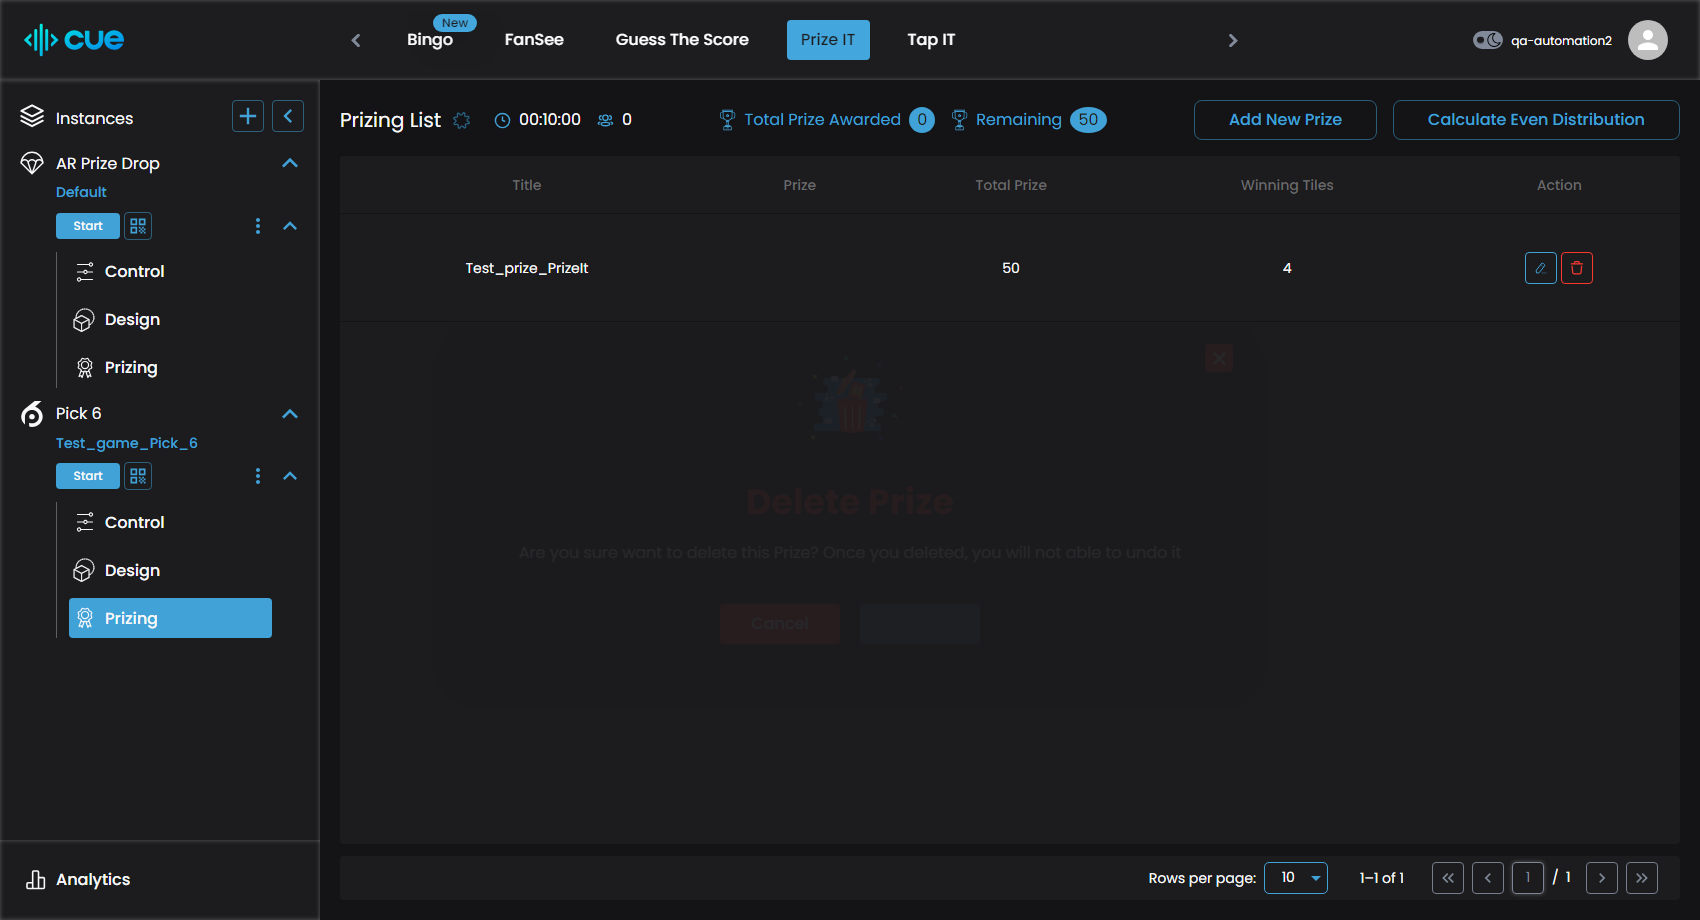 cue
New
Bingo
FanSee
Guess The Score
Prize IT
Tap IT
qa-automation2
Instances
AR Prize Drop
Default
Start
Control
Design
Prizing
Pick 6
Test_game_Pick_6
Start
Control
Design
Prizing
Analytics
Prizing List
00:10:00
0
Total Prize Awarded 0
Remaining 50
Add New Prize
Calculate Even Distribution
Title Prize Total Prize Winning Tiles Action
Test_prize_PrizeIt 50 4
Delete Prize
Are you sure want to delete this Prize? Once you deleted, you will not able to undo it
Cancel
Rows per page: 10 1–1 of 1 1 / 1